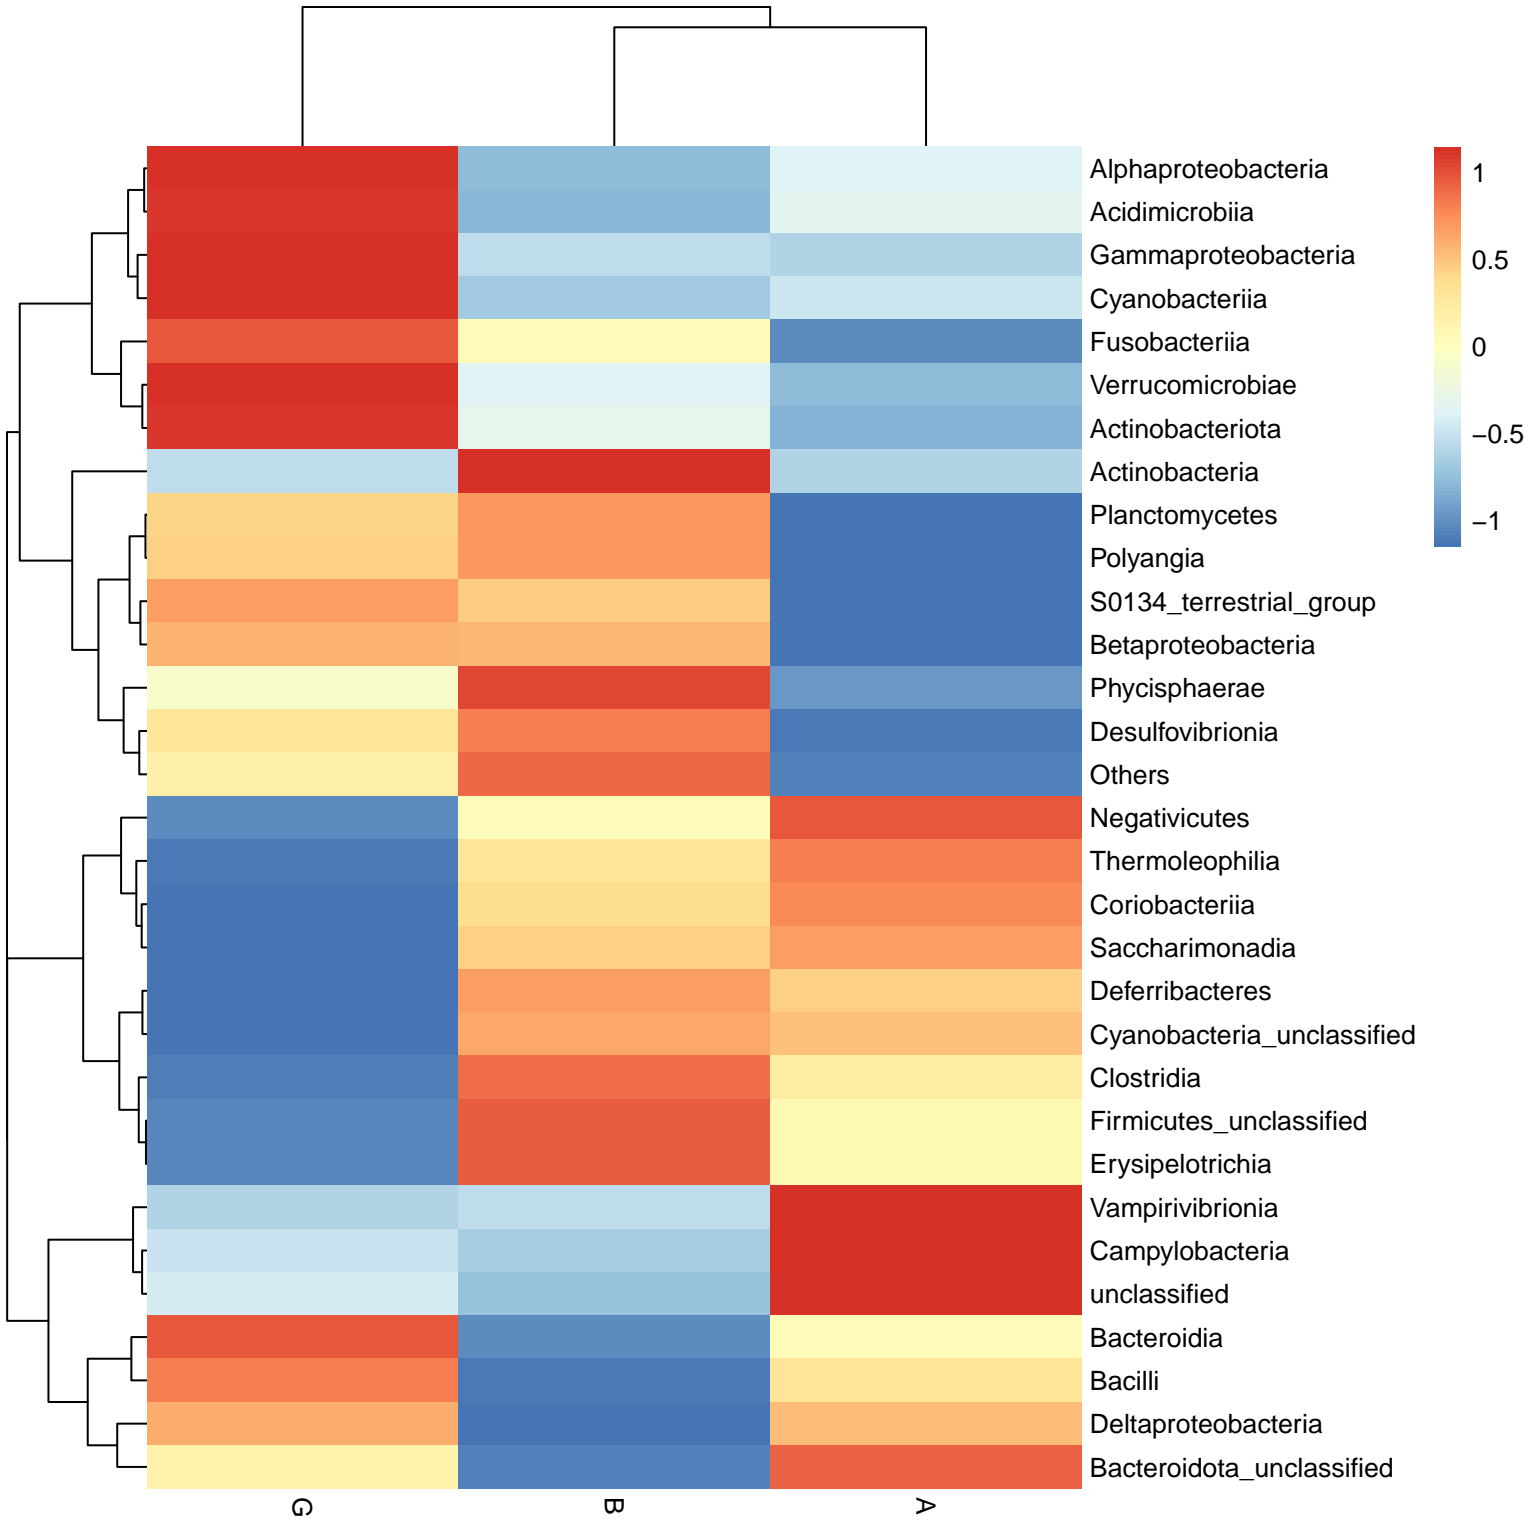 Alphaproteobacteria
Acidimicrobiia
Gammaproteobacteria
Cyanobacteriia
Fusobacteriia
Verrucomicrobiae
Actinobacteriota
Actinobacteria
Planctomycetes
Polyangia
S0134_terrestrial_group
Betaproteobacteria
Phycisphaerae
Desulfovibrionia
Others
Negativicutes
Thermoleophilia
Coriobacteriia
Saccharimonadia
Deferribacteres
Cyanobacteria_unclassified
Clostridia
Firmicutes_unclassified
Erysipelotrichia
Vampirivibrionia
Campylobacteria
unclassified
Bacteroidia
Bacilli
Deltaproteobacteria
Bacteroidota_unclassified
G
B
A
1
0.5
0
−0.5
−1